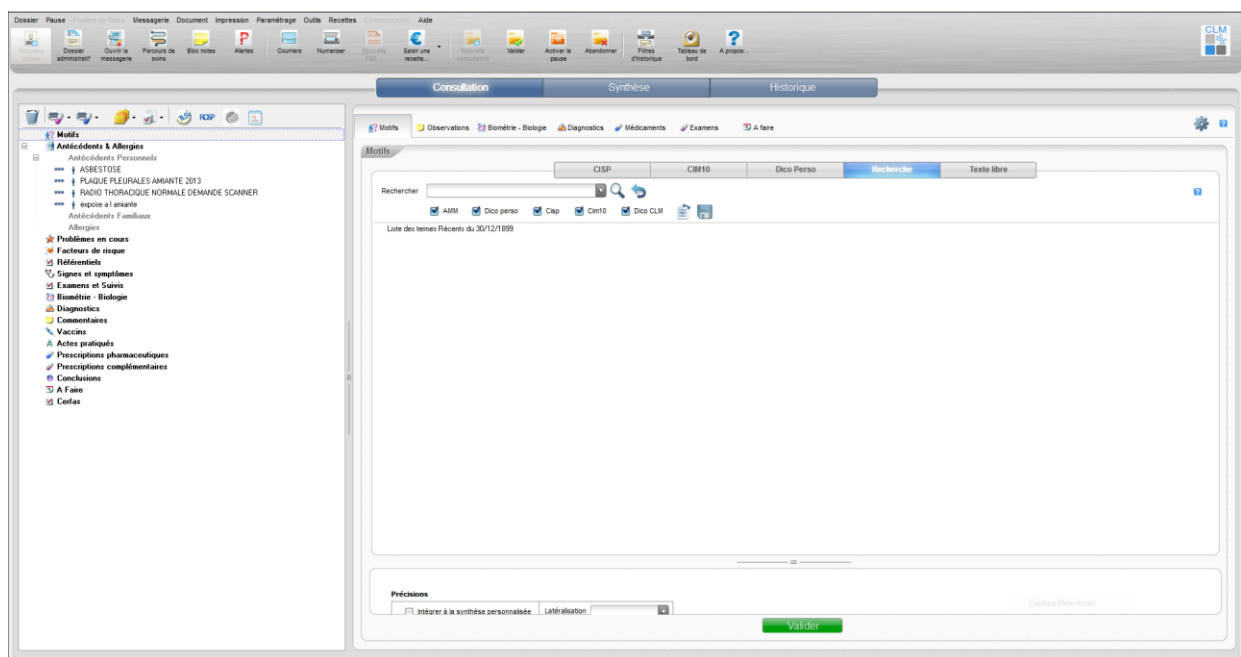 Dossier Pause Messagerie Document Impression Paramétrage Outils Recettes Aide
CLM
Dossier administratif
Ouvrir la messagerie
Parcours de soins
Bloc notes
Alertes
Courriers
Numeriser
Saisir une recette...
Valider
Activer la pause
Abandonner
Filtres d'historique
Tableau de bord
A propos...
Consultation Synthèse Historique
ROSP
Motifs
Antécédents & Allergies
Antécédents Personnels
ASBESTOSE
PLAQUE PLEURALES AMIANTE 2013
RADIO THORACIQUE NORMALE DEMANDE SCANNER
expose a l amiante
Antécédents Familiaux
Allergies
Problèmes en cours
Facteurs de risque
Référentiels
Signes et symptômes
Examens et Suivis
Biométrie - Biologie
Diagnostics
Commentaires
Vaccins
Actes pratiqués
Prescriptions pharmaceutiques
Prescriptions complémentaires
Conclusions
A Faire
Cerfas
Motifs Observations Biométrie - Biologie Diagnostics Médicaments Examens A faire
Motifs
CISP CIM10 Dico Perso Recherche Texte libre
Rechercher
AMM Dico perso Cisp Cim10 Dico CLM
Liste des termes Récents du 30/12/1899
Précisions
Intégrer à la synthèse personnalisée Latéralisation
Capture Plein écran
Valider